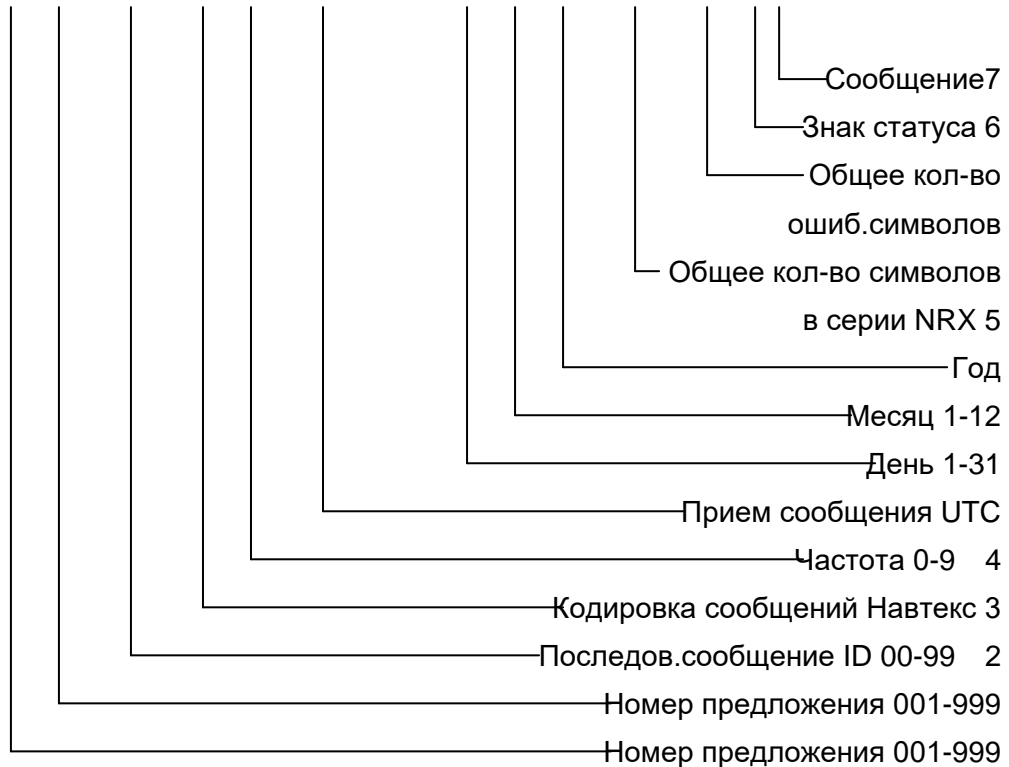 Сообщение7
Знак статуса 6
Общее кол-во
ошиб.символов
Общее кол-во символов
в серии NRX 5
Год
Месяц 1-12
День 1-31
Прием сообщения UTC
Частота 0-9 4
Кодировка сообщений Навтекс 3
Последов.сообщение ID 00-99 2
Номер предложения 001-999
Номер предложения 001-999